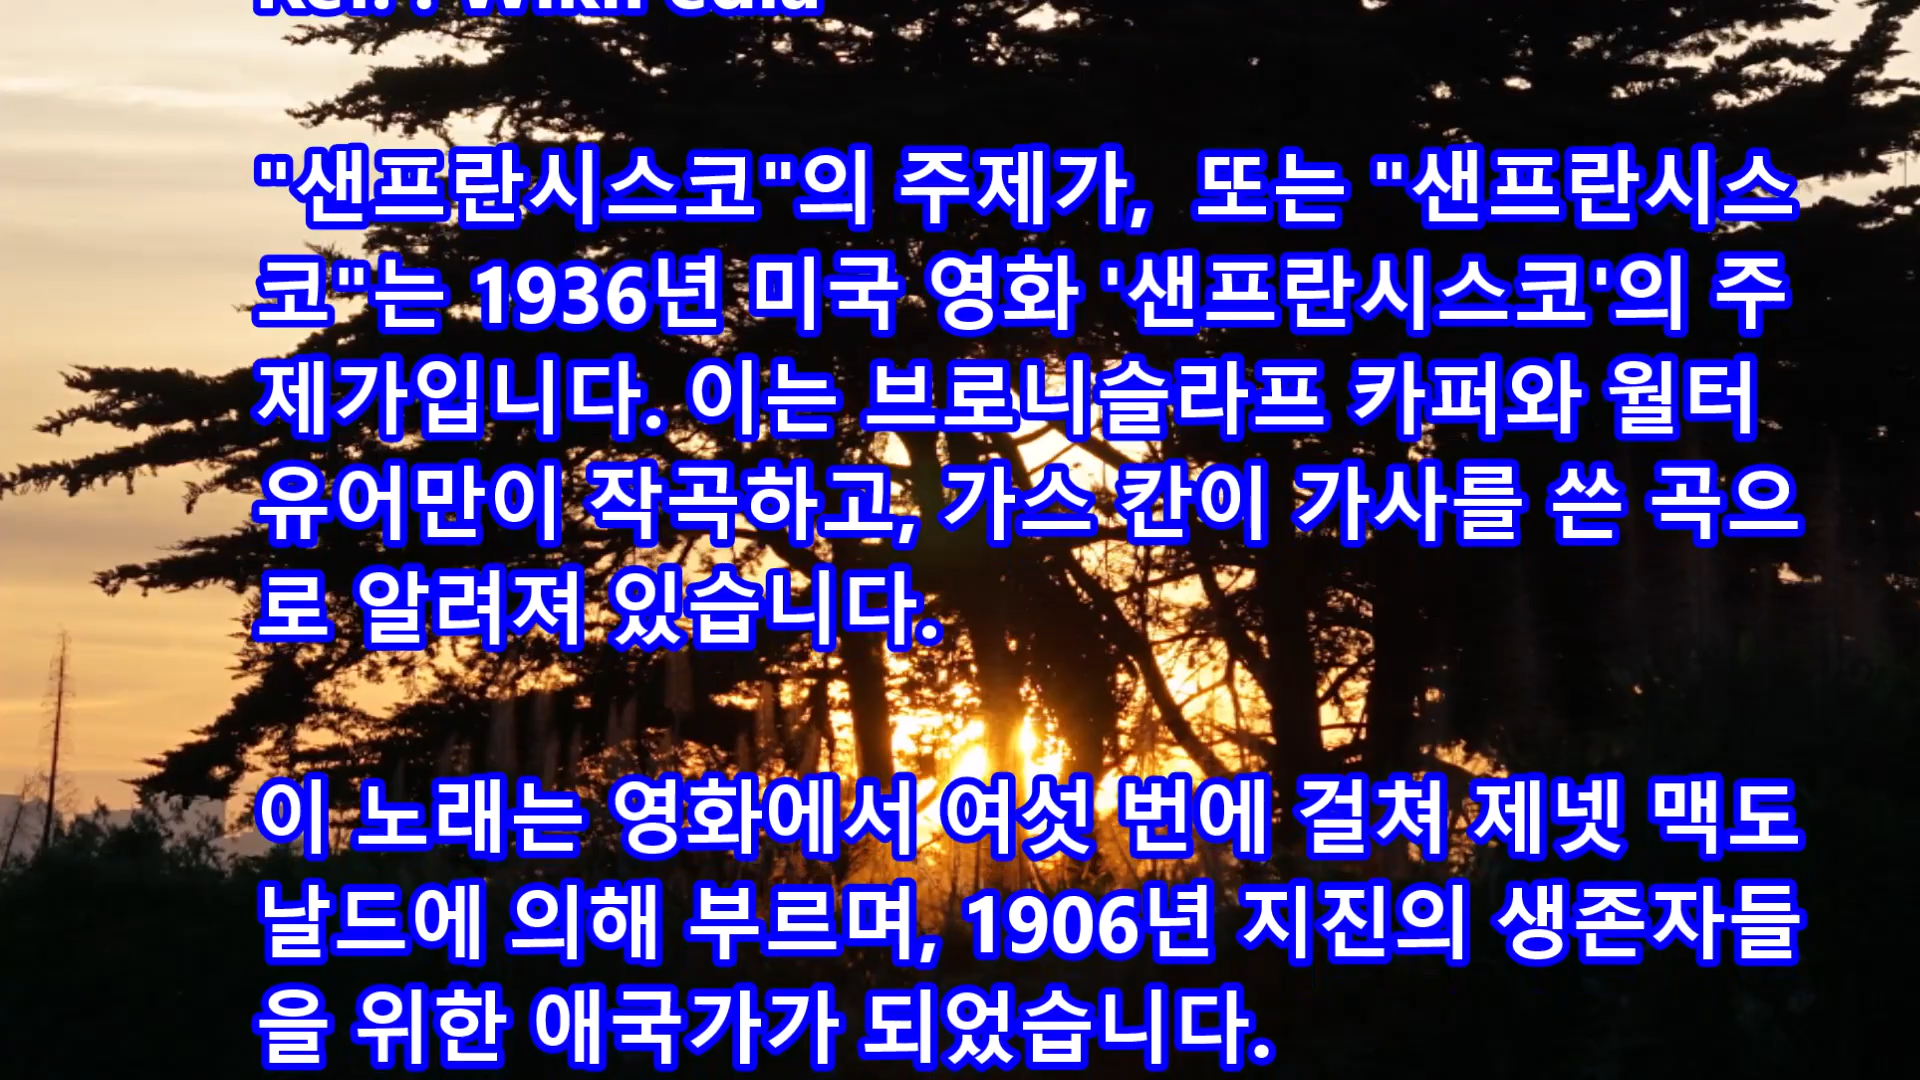 "샌프란시스코"의 주제가, 또는 "샌프란시스
코"는 1936년 미국 영화 '샌프란시스코'의 주
제가입니다. 이는 브로니슬라프 카퍼와 월터
유어만이 작곡하고, 가스 칸이 가사를 쓴 곡으
로 알려져 있습니다.
이 노래는 영화에서 여섯 번에 걸쳐 제넷 맥도
날드에 의해 부르며, 1906년 지진의 생존자들
을 위한 애국가가 되었습니다.